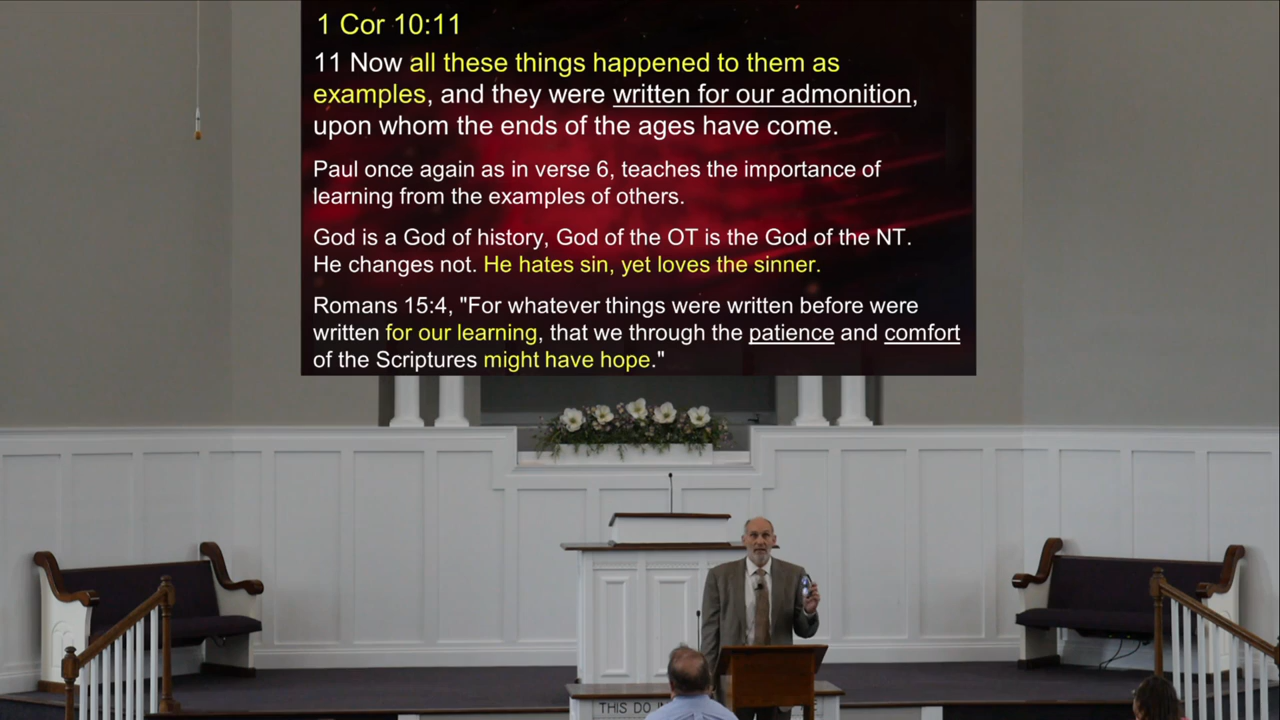 1 Cor 10:11
11 Now all these things happened to them as
examples, and they were written for our admonition,
upon whom the ends of the ages have come.
Paul once again as in verse 6, teaches the importance of
learning from the examples of others.
God is a God of history, God of the OT is the God of the NT.
He changes not. He hates sin, yet loves the sinner.
Romans 15:4, "For whatever things were written before were
written for our learning, that we through the patience and comfort
of the Scriptures might have hope."
THIS DO